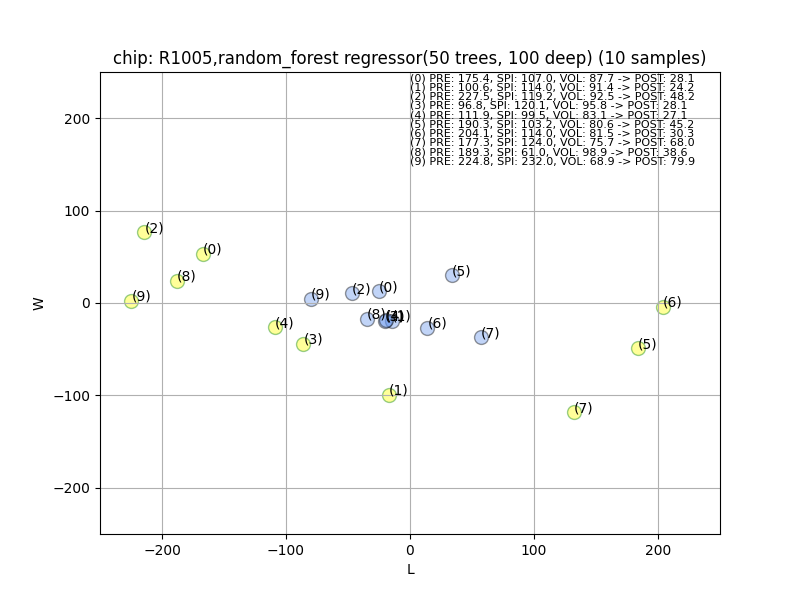 chip: R1005,random_forest regressor(50 trees, 100 deep) (10 samples)
(0) PRE: 175.4, SPI: 107.0, VOL: 87.7 -> POST: 28.1
(1) PRE: 100.6, SPI: 114.0, VOL: 91.4 -> POST: 24.2
(2) PRE: 227.5, SPI: 119.2, VOL: 92.5 -> POST: 48.2
(3) PRE: 96.8, SPI: 120.1, VOL: 95.8 -> POST: 28.1
(4) PRE: 111.9, SPI: 99.5, VOL: 83.1 -> POST: 27.1
(5) PRE: 190.3, SPI: 103.2, VOL: 80.6 -> POST: 45.2
(6) PRE: 204.1, SPI: 114.0, VOL: 81.5 -> POST: 30.3
(7) PRE: 177.3, SPI: 124.0, VOL: 75.7 -> POST: 68.0
(8) PRE: 189.3, SPI: 61.0, VOL: 98.9 -> POST: 38.6
(9) PRE: 224.8, SPI: 232.0, VOL: 68.9 -> POST: 79.9
200
100
(2)
(0)
(8)
(5)
(9)
(9)
(2)
(0)
(6)
0
W
(4)
(3)
(8)
(6)
(7)
(5)
(1)
−100
(7)
−200
−200
−100
0
100
200
L